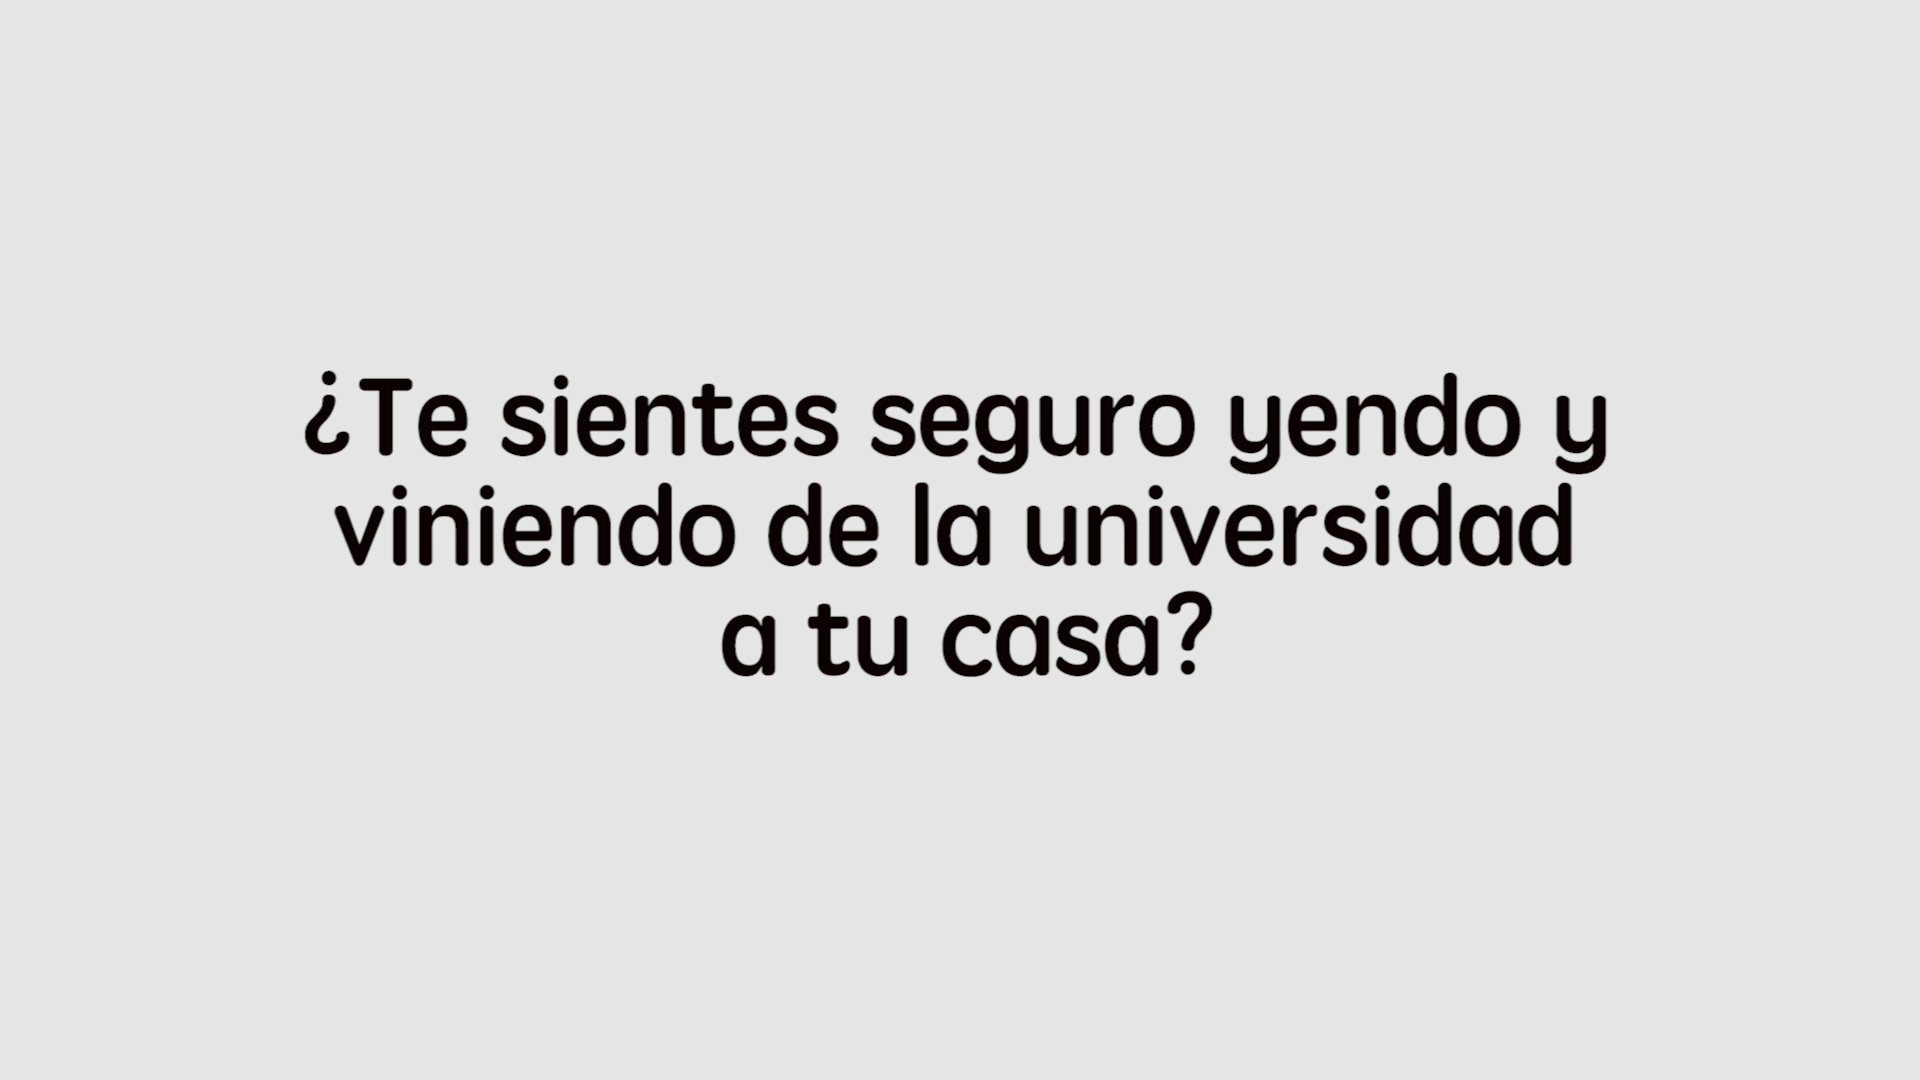 ¿Te sientes seguro yendo y
viniendo de la universidad
a tu casa?